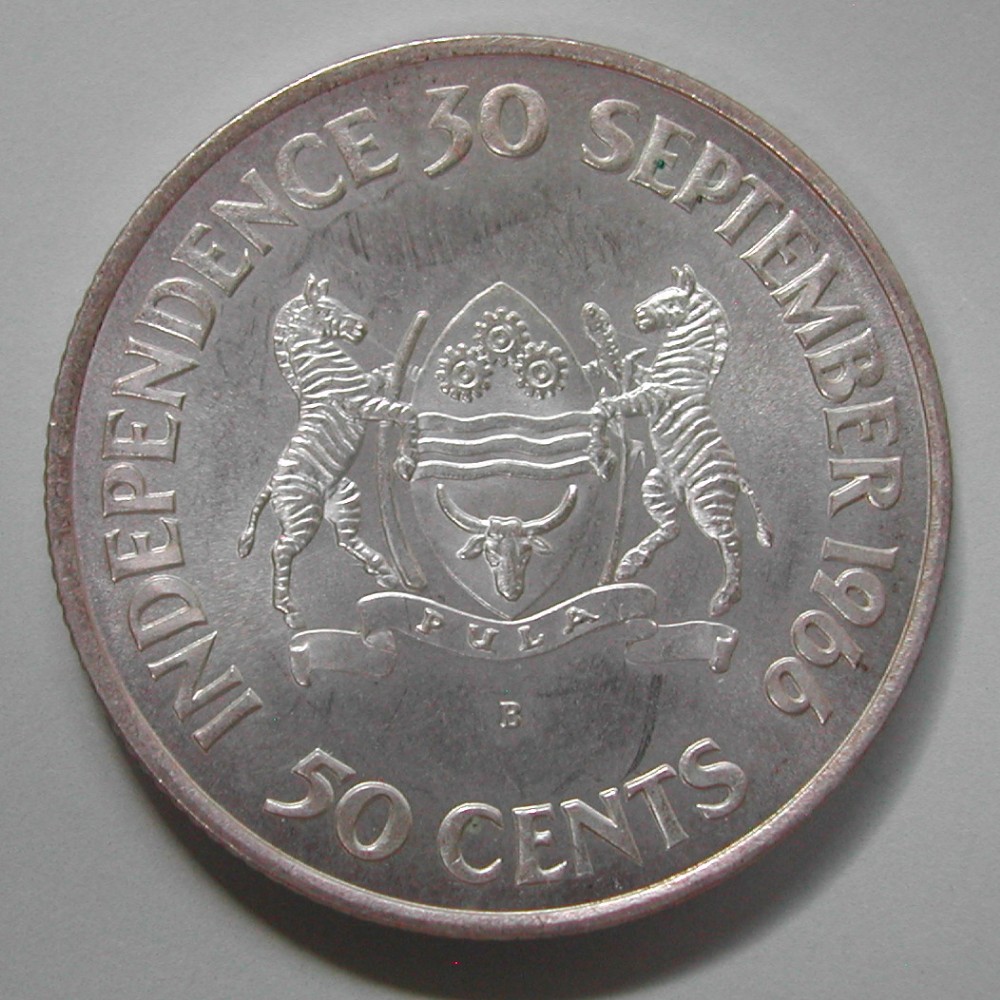 INDEPENDENCE 30 SEPTEMBER 1966
PULA
B
50 CENTS